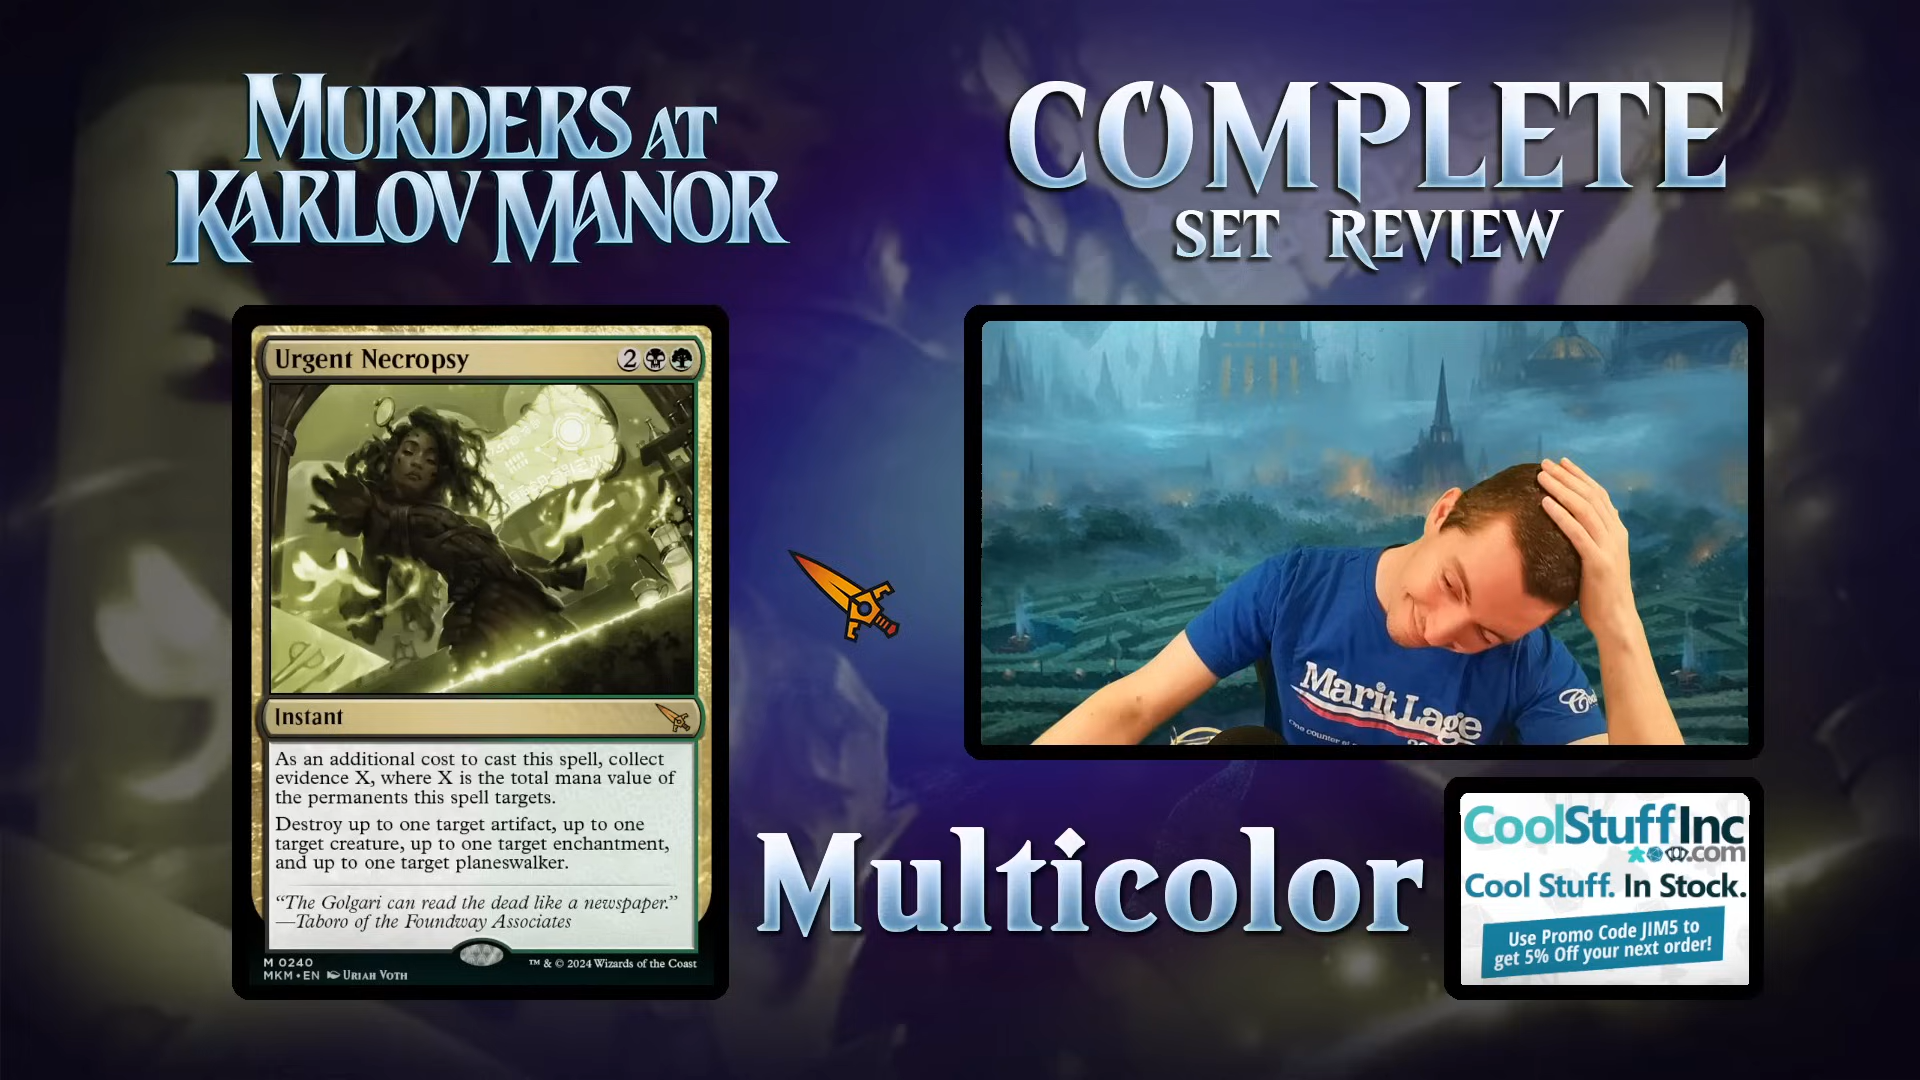 MURDERS AT
KARLOV MANOR
COMPLETE
SET REVIEW
Urgent Necropsy
2
Instant
As an additional cost to cast this spell, collect
evidence X, where X is the total mana value of
the permanents this spell targets.
Destroy up to one target artifact, up to one
target creature, up to one target enchantment,
and up to one target planeswalker.
“The Golgari can read the dead like a newspaper.”
—Taboro of the Foundway Associates
M 0240
MKM • EN Uriah Voth
™ & © 2024 Wizards of the Coast
Marit Lage
Multicolor
CoolStuffInc
.com
Cool Stuff. In Stock.
Use Promo Code JIM5 to
get 5% Off your next order!